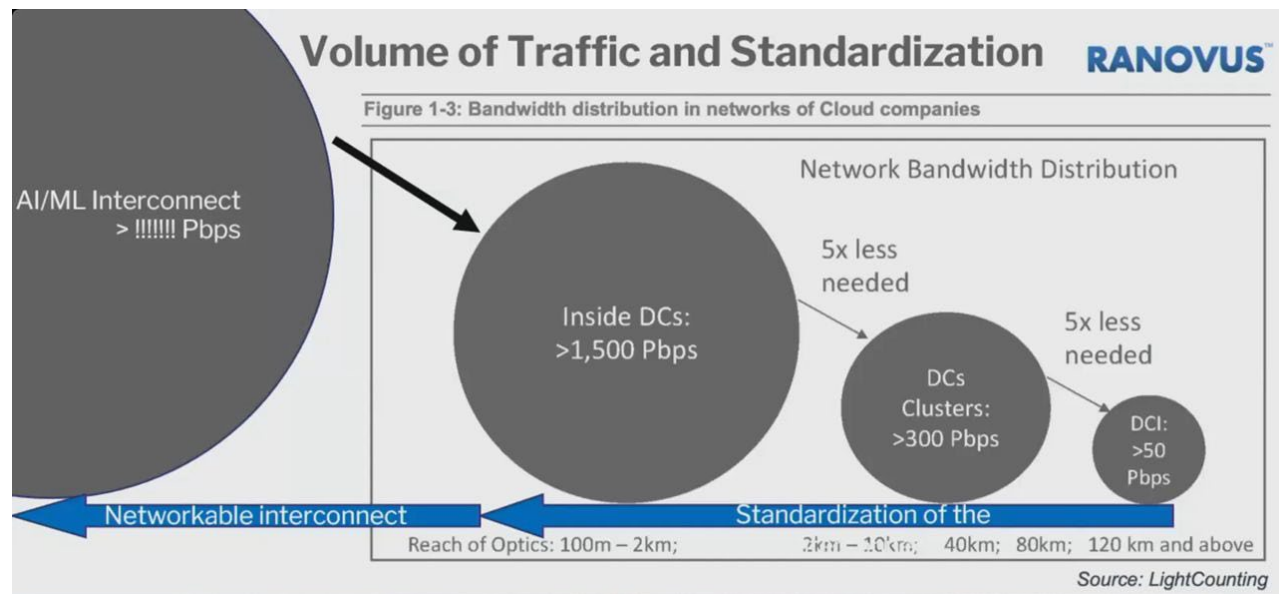 Volume of Traffic and Standardization
RANOVUS™
Figure 1-3: Bandwidth distribution in networks of Cloud companies
Network Bandwidth Distribution
AI/ML Interconnect
> !!!!!!! Pbps
5x less
needed
Inside DCs:
>1,500 Pbps
5x less
needed
DCs
Clusters:
>300 Pbps
DCI:
>50
Pbps
Networkable interconnect
Standardization of the
Reach of Optics: 100m – 2km; 2km – 10km; 40km; 80km; 120 km and above
Source: LightCounting